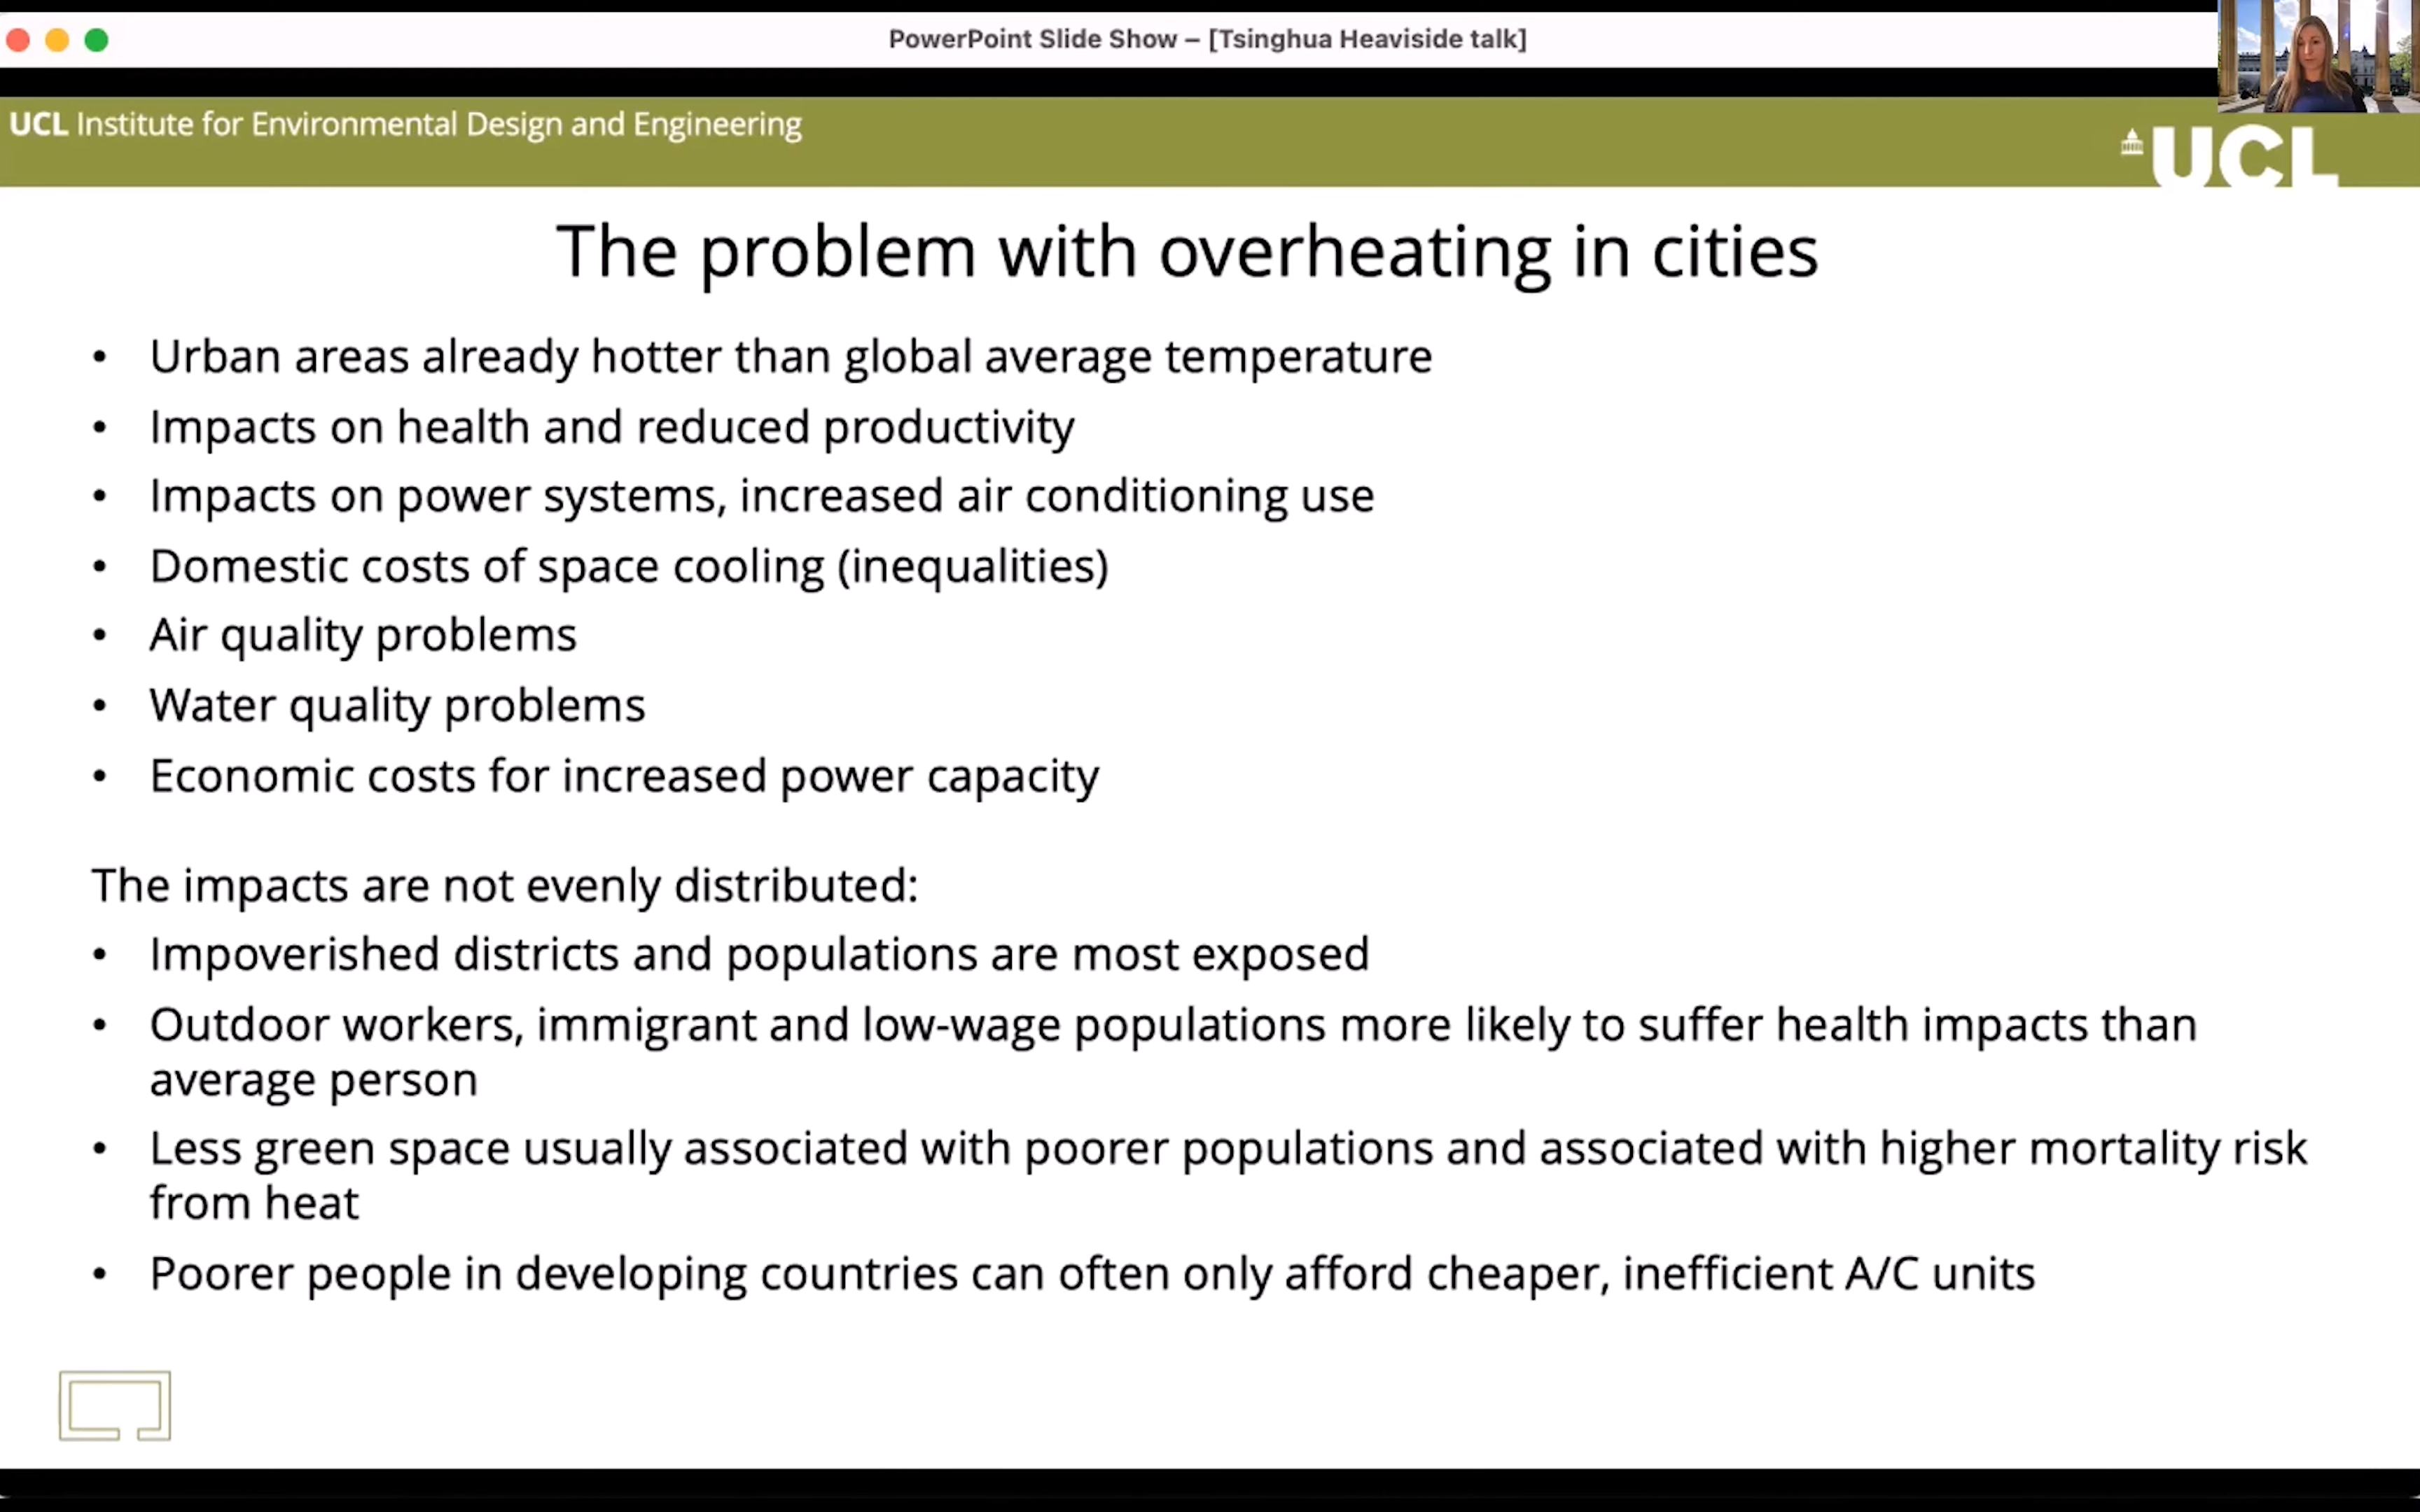 PowerPoint Slide Show – [Tsinghua Heaviside talk]
UCL Institute for Environmental Design and Engineering
UCL
The problem with overheating in cities
• Urban areas already hotter than global average temperature
• Impacts on health and reduced productivity
• Impacts on power systems, increased air conditioning use
• Domestic costs of space cooling (inequalities)
• Air quality problems
• Water quality problems
• Economic costs for increased power capacity
The impacts are not evenly distributed:
• Impoverished districts and populations are most exposed
• Outdoor workers, immigrant and low-wage populations more likely to suffer health impacts than
average person
• Less green space usually associated with poorer populations and associated with higher mortality risk
from heat
• Poorer people in developing countries can often only afford cheaper, inefficient A/C units